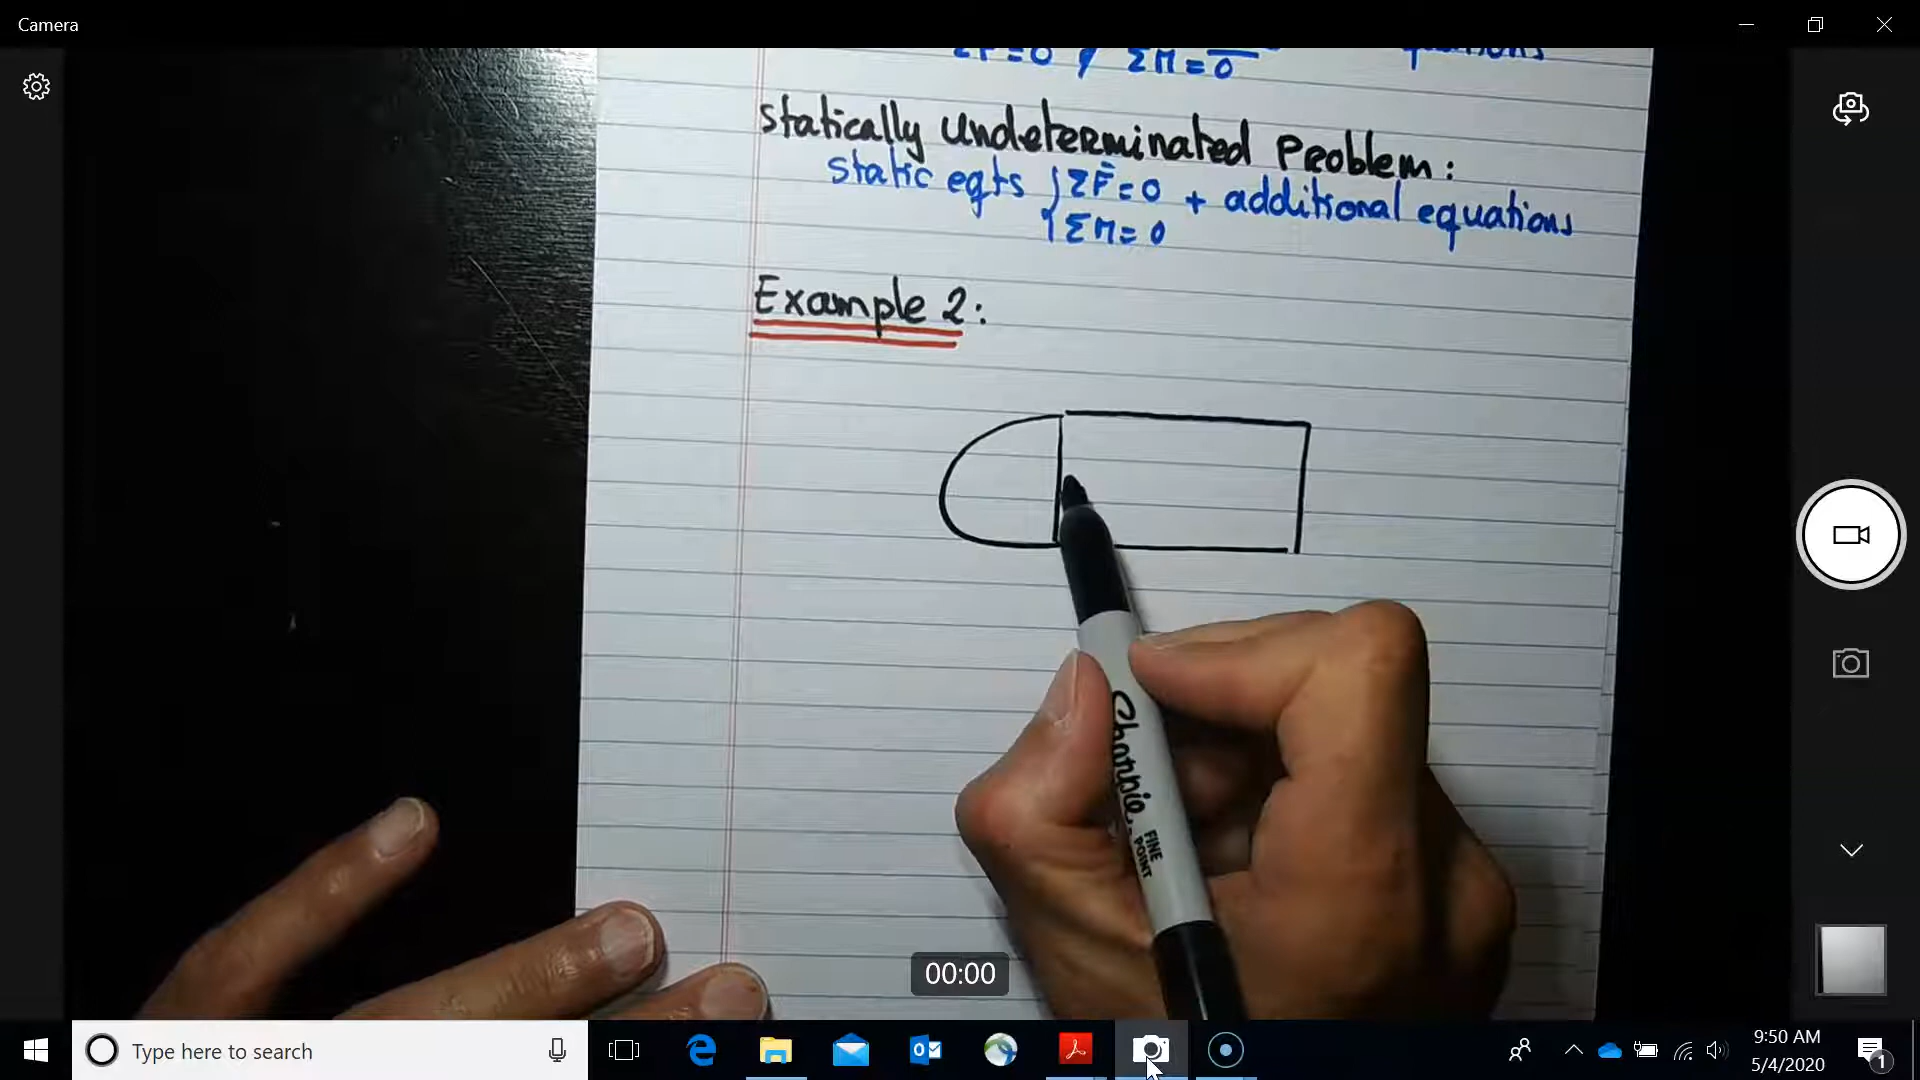 Camera
ΣF=0, ΣM=0
Statically Undeterminated Problem:
Static eqts { ΣF̄=0 + additional equations
ΣM=0
Example 2:
Sharpie
FINE
POINT
00:00
Type here to search
9:50 AM
5/4/2020
1